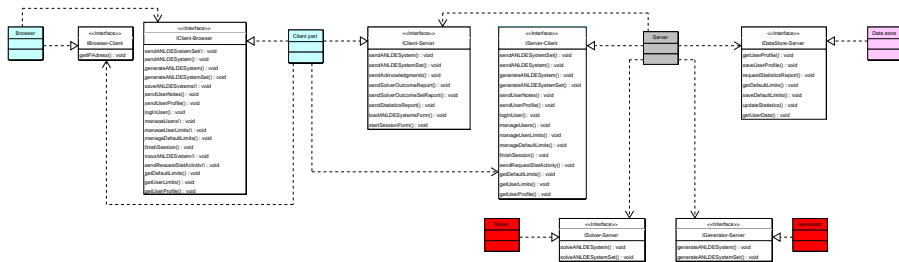 Browser
<<Interface>>
IBrowser-Client
getIPAdress() : void
<<Interface>>
IClient-Browser
sendANLDESystemSet() : void
sendANLDESystem() : void
generateANLDESystem() : void
generateANLDESystemSet() : void
saveANLDESystems() : void
sendUserNotes() : void
sendUserProfile() : void
loginUser() : void
manageUsers() : void
manageUserLimits() : void
manageDefaultLimits() : void
finishSession() : void
inputANLDESystem() : void
sendRequestStatActivity() : void
getDefaultLimits() : void
getUserLimits() : void
getUserProfile() : void
Client part
<<Interface>>
IClient-Server
sendANLDESystem() : void
sendANLDESystemSet() : void
sendAcknowledgments() : void
sendSolverOutcomeReport() : void
sendSolverOutcomeSetReport() : void
sendStatisticsReport() : void
loadANLDESystemsForm() : void
startSessionForm() : void
<<Interface>>
IServer-Client
sendANLDESystemSet() : void
sendANLDESystem() : void
generateANLDESystem() : void
generateANLDESystemSet() : void
sendUserNotes() : void
sendUserProfile() : void
loginUser() : void
manageUsers() : void
manageUserLimits() : void
manageDefaultLimits() : void
finishSession() : void
sendRequestStatActivity() : void
getDefaultLimits() : void
getUserLimits() : void
getUserProfile() : void
Server
<<Interface>>
IDataStore-Server
getUserProfile() : void
saveUserProfile() : void
requestStatisticsReport() : void
getDefaultLimits() : void
saveDefaultLimits() : void
updateStatistics() : void
getUserData() : void
Data store
Solver
<<Interface>>
ISolver-Server
solveANLDESystem() : void
solveANLDESystemSet() : void
<<Interface>>
IGenerator-Server
generateANLDESystem() : void
generateANLDESystemSet() : void
Generator